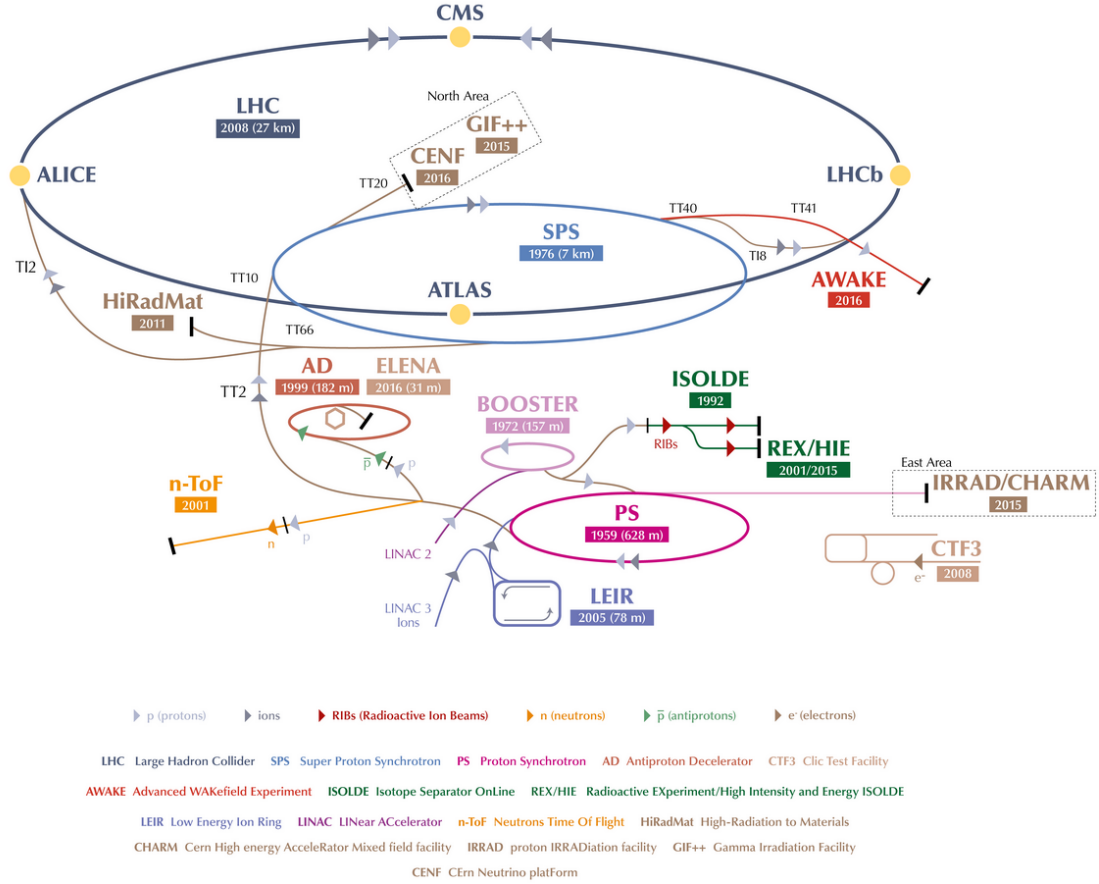 CMS
North Area
LHC
2008 (27 km)
GIF++
2015
CENF
2016
TT20
ALICE
LHCb
TT40
TT41
SPS
1976 (7 km)
TI8
TI2
TT10
AWAKE
2016
ATLAS
HiRadMat
2011
TT66
AD
1999 (182 m)
ELENA
2016 (31 m)
TT2
BOOSTER
1972 (157 m)
ISOLDE
1992
RIBs
REX/HIE
2001/2015
p̅
p
East Area
IRRAD/CHARM
2015
n-ToF
2001
n
p
PS
1959 (628 m)
LINAC 2
CTF3
2008
e-
LEIR
2005 (78 m)
LINAC 3
Ions
p (protons) ions RIBs (Radioactive Ion Beams) n (neutrons) p̅ (antiprotons) e- (electrons)
LHC Large Hadron Collider SPS Super Proton Synchrotron PS Proton Synchrotron AD Antiproton Decelerator CTF3 Clic Test Facility
AWAKE Advanced WAKefield Experiment ISOLDE Isotope Separator OnLine REX/HIE Radioactive EXperiment/High Intensity and Energy ISOLDE
LEIR Low Energy Ion Ring LINAC LINear ACcelerator n-ToF Neutrons Time Of Flight HiRadMat High-Radiation to Materials
CHARM Cern High energy AcceleRator Mixed field facility IRRAD proton IRRADiation facility GIF++ Gamma Irradiation Facility
CENF CErn Neutrino platForm